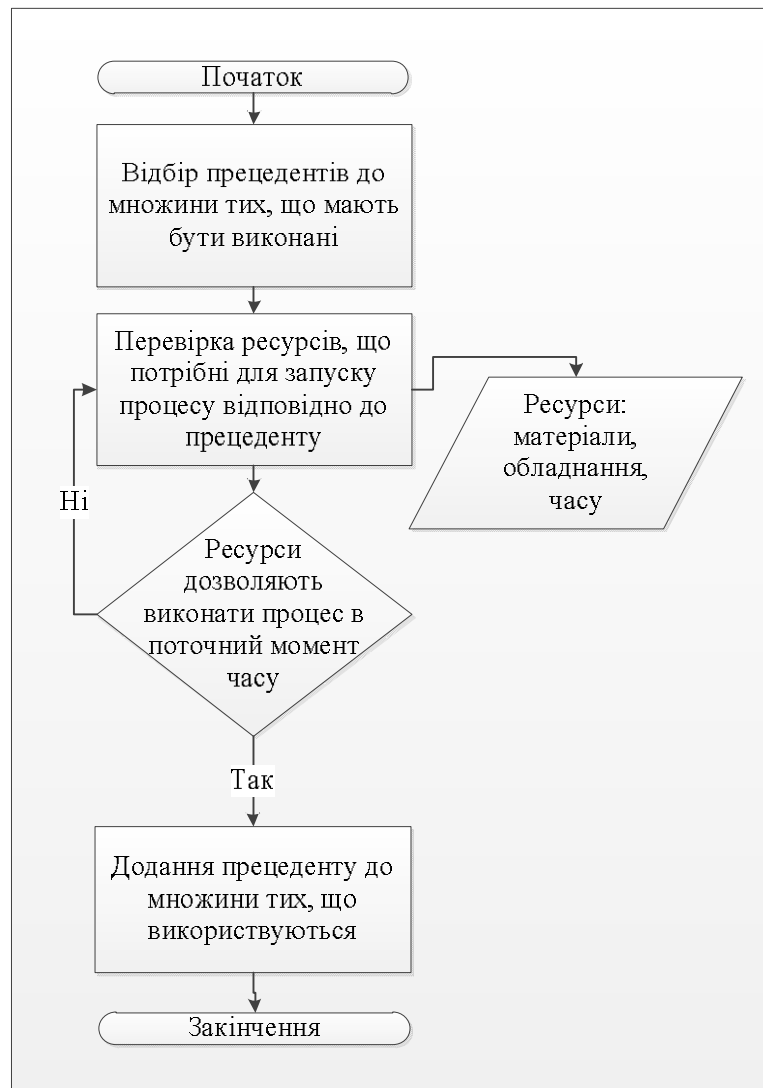 Початок
Відбір прецедентів до
множини тих, що мають
бути виконані
Перевірка ресурсів, що
потрібні для запуску
процесу відповідно до
прецеденту
Ресурси:
матеріали,
обладнання,
часу
Ні
Ресурси
дозволяють
виконати процес в
поточний момент
часу
Так
Додання прецеденту до
множини тих, що
використвуються
Закінчення